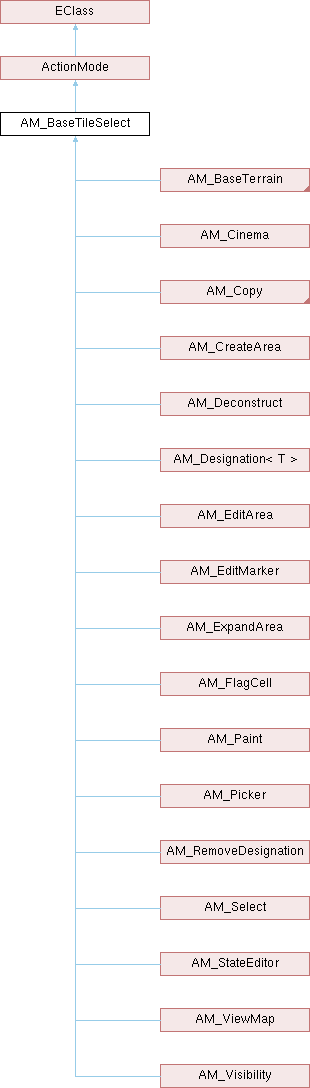 EClass
ActionMode
AM_BaseTileSelect
AM_BaseTerrain
AM_Cinema
AM_Copy
AM_CreateArea
AM_Deconstruct
AM_Designation< T >
AM_EditArea
AM_EditMarker
AM_ExpandArea
AM_FlagCell
AM_Paint
AM_Picker
AM_RemoveDesignation
AM_Select
AM_StateEditor
AM_ViewMap
AM_Visibility